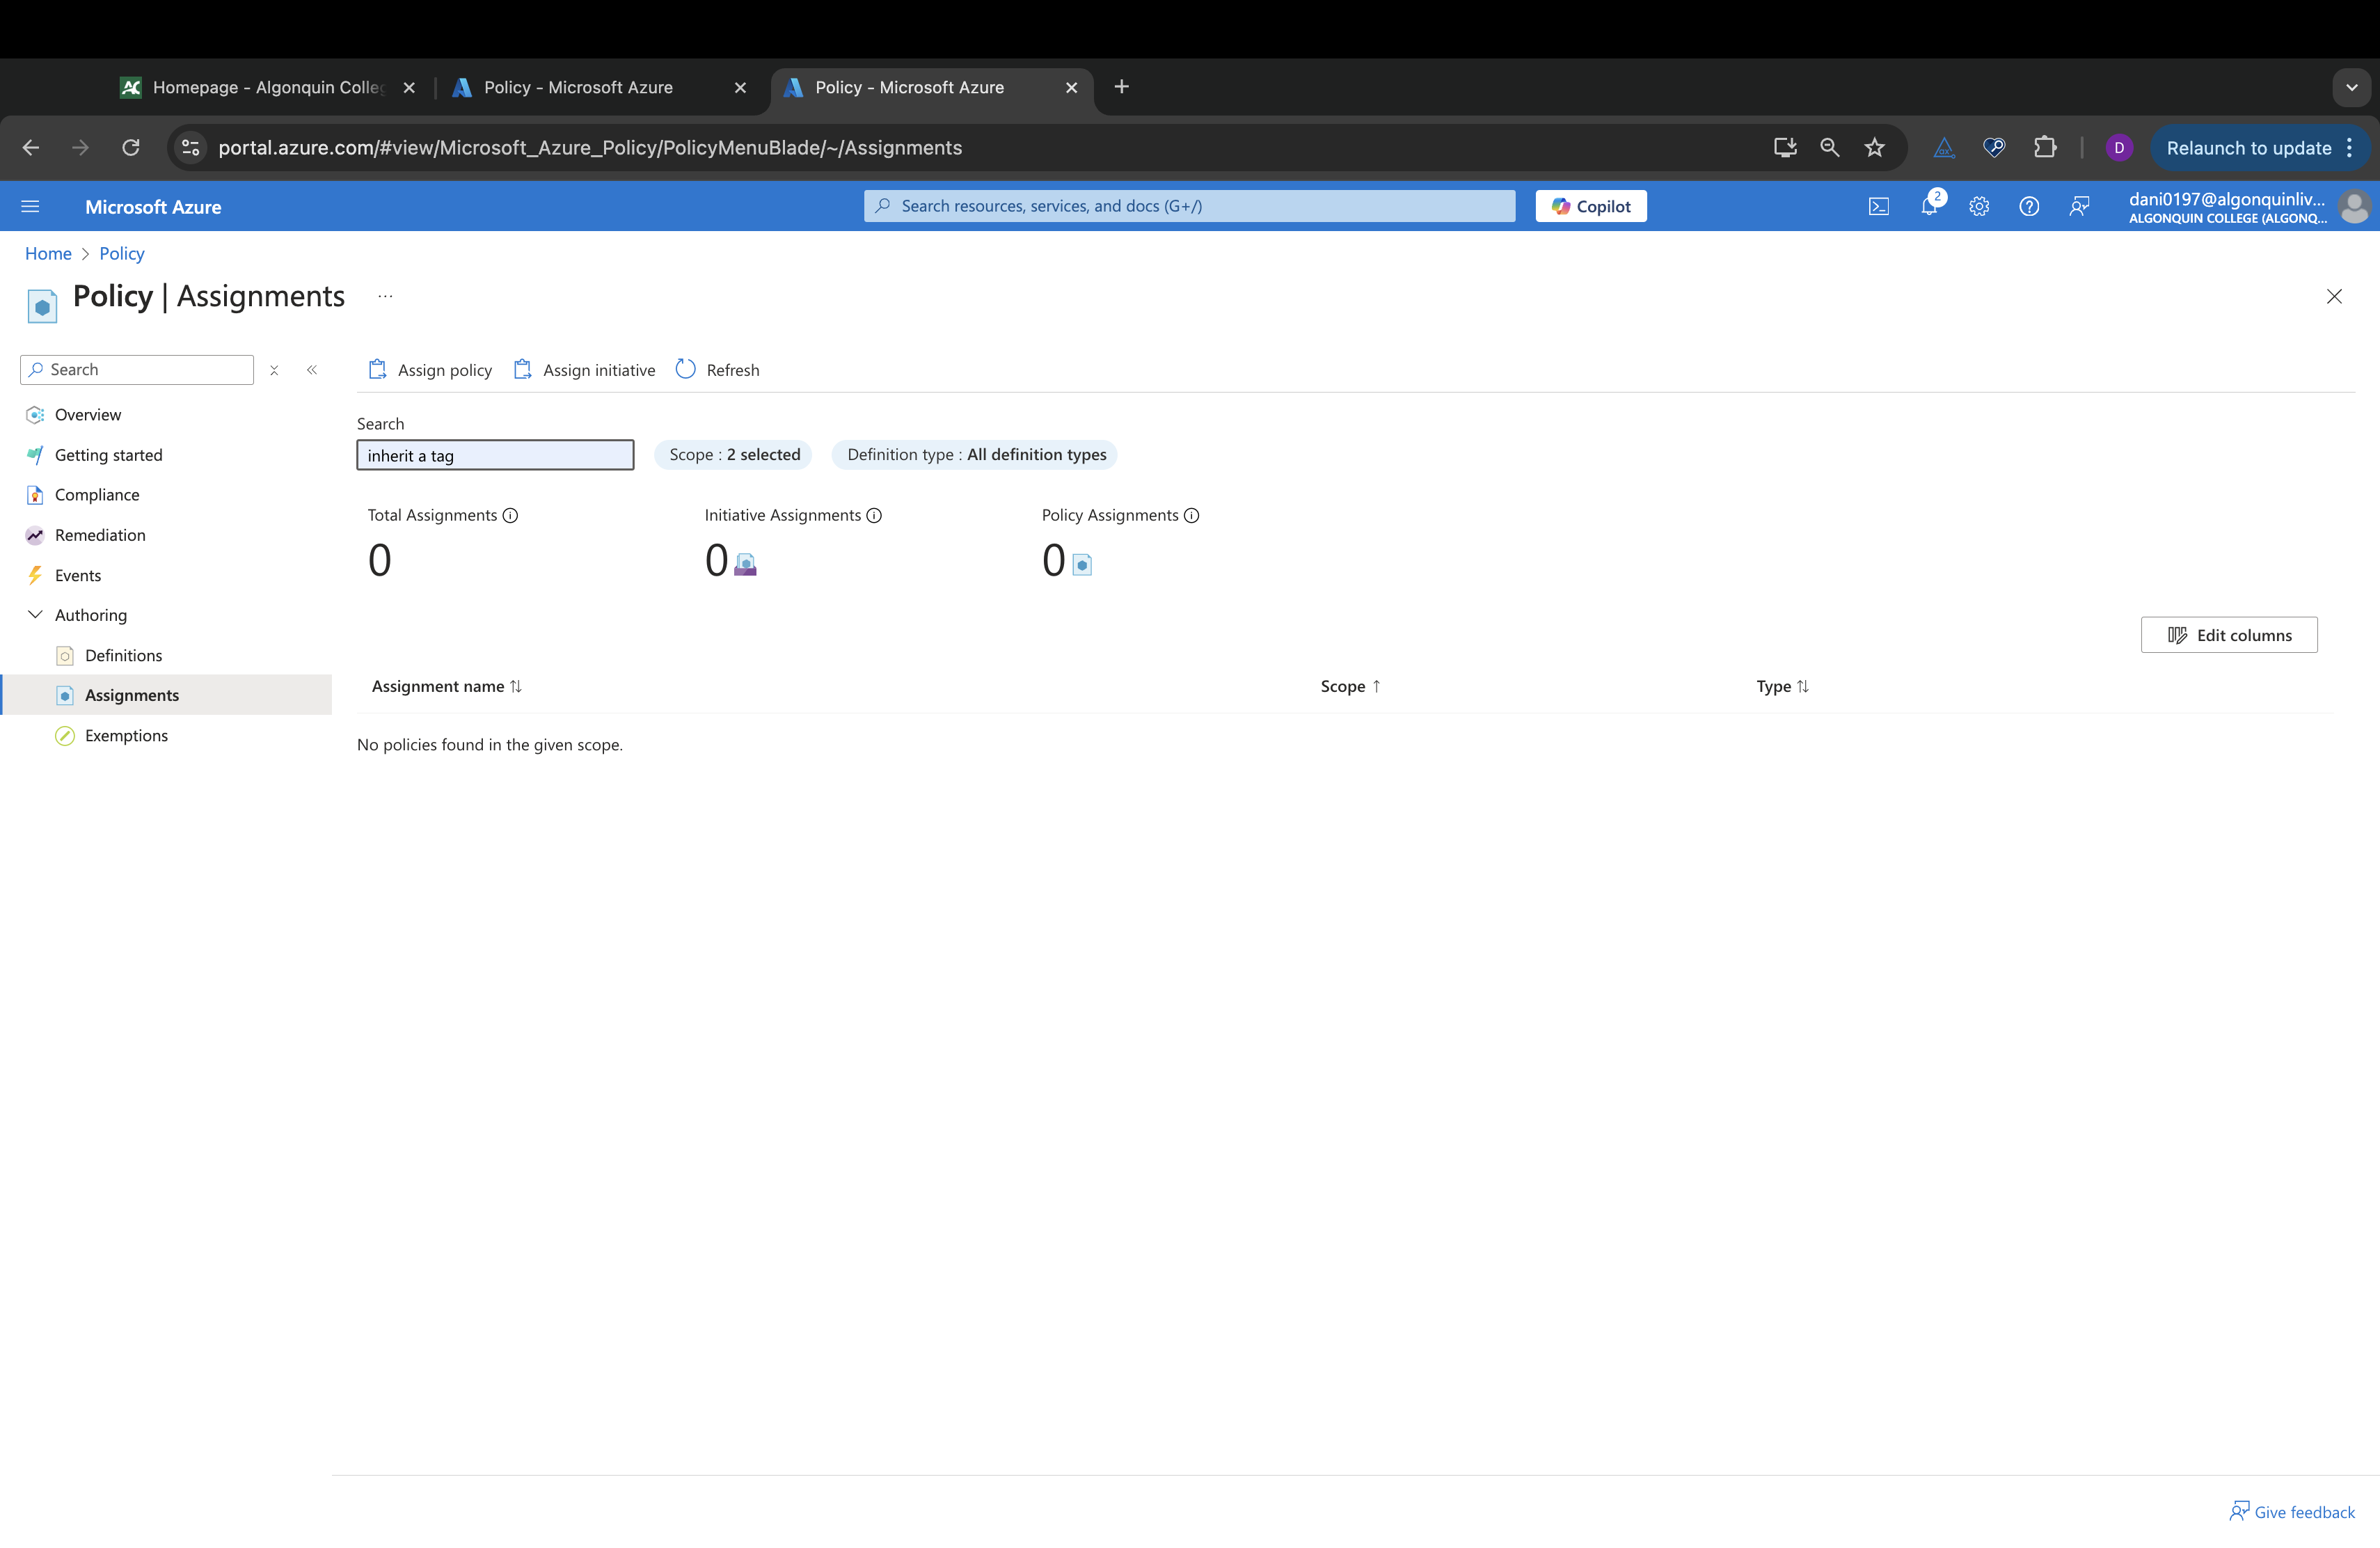 Homepage - Algonquin Colleg
Policy - Microsoft Azure
Policy - Microsoft Azure
portal.azure.com/#view/Microsoft_Azure_Policy/PolicyMenuBlade/~/Assignments
D
Relaunch to update
Microsoft Azure
Search resources, services, and docs (G+/)
Copilot
2
dani0197@algonquinliv...
ALGONQUIN COLLEGE (ALGONQ...
Home > Policy
Policy | Assignments ...
Search
Assign policy
Assign initiative
Refresh
Overview
Getting started
Compliance
Remediation
Events
Authoring
Definitions
Assignments
Exemptions
Search
inherit a tag
Scope : 2 selected
Definition type : All definition types
Total Assignments
0
Initiative Assignments
0
Policy Assignments
0
Edit columns
Assignment name
Scope
Type
No policies found in the given scope.
Give feedback